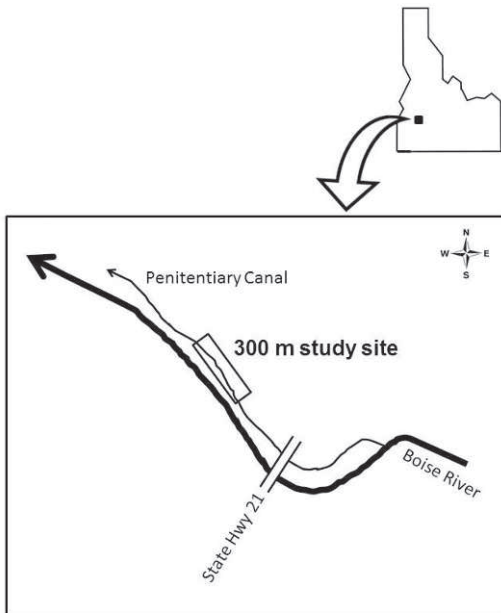 N
W E
S
Penitentiary Canal
300 m study site
Boise River
State Hwy 21